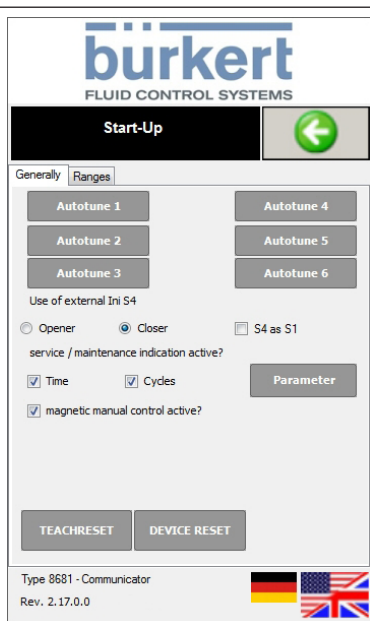 bürkert
FLUID CONTROL SYSTEMS
Start-Up
Generally Ranges
Autotune 1 Autotune 4
Autotune 2 Autotune 5
Autotune 3 Autotune 6
Use of external Ini S4
Opener Closer S4 as S1
service / maintenance indication active?
Time Cycles Parameter
magnetic manual control active?
TEACHRESET DEVICE RESET
Type 8681 - Communicator
Rev. 2.17.0.0